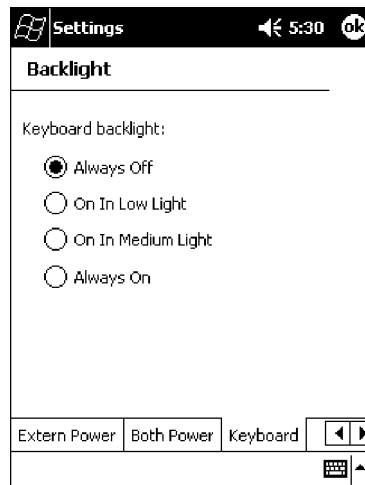 Settings 5:30 ok
Backlight
Keyboard backlight:
Always Off
On In Low Light
On In Medium Light
Always On
Extern Power Both Power Keyboard